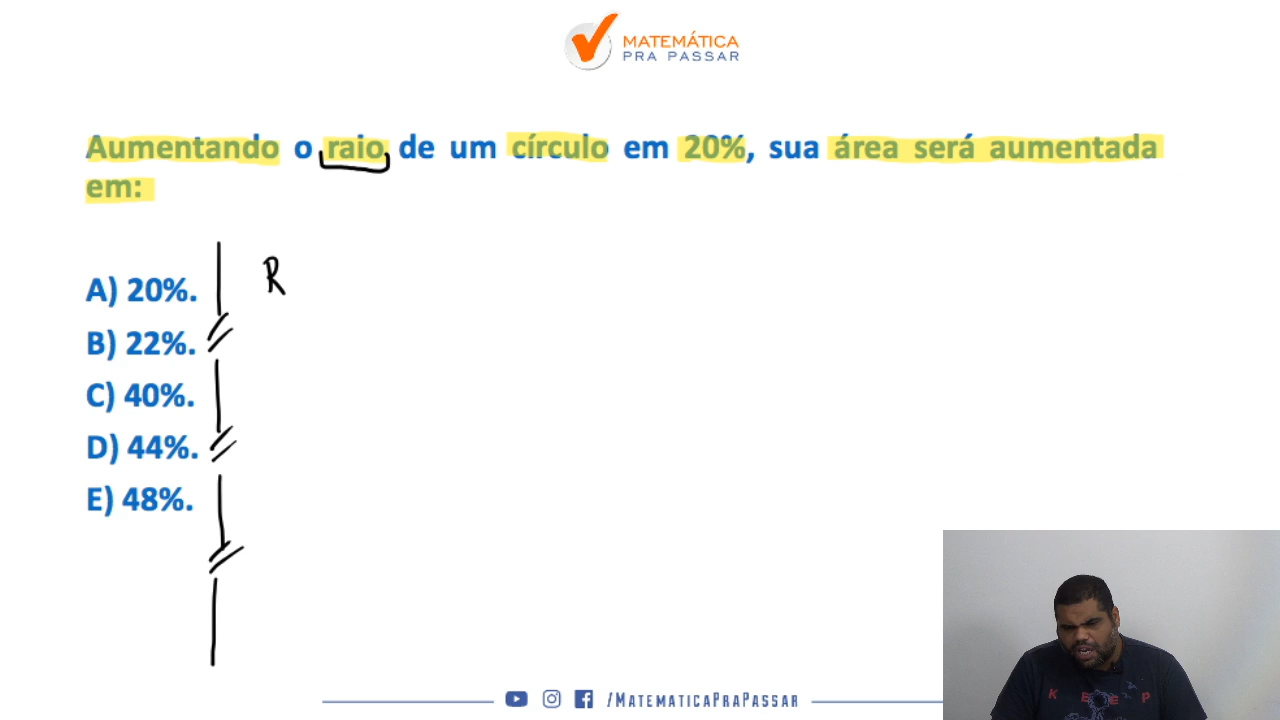 MATEMÁTICA
PRA PASSAR
Aumentando o raio de um círculo em 20%, sua área será aumentada
em:
A) 20%.
R
B) 22%.
C) 40%.
D) 44%.
E) 48%.
K E E P
/MATEMATICAPRAPASSAR